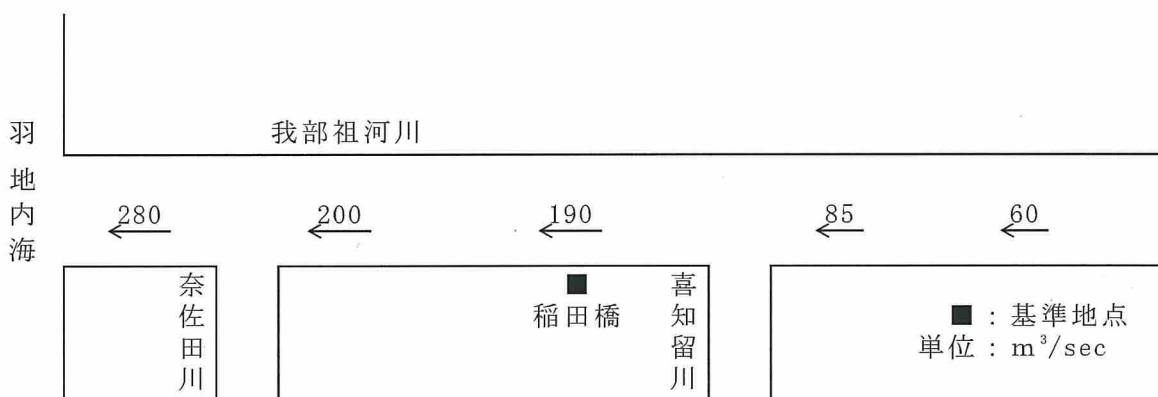 羽地内海
我部祖河川
280
200
190
85
60
奈佐田川
稲田橋
喜知留川
■：基準地点
単位：m³/sec